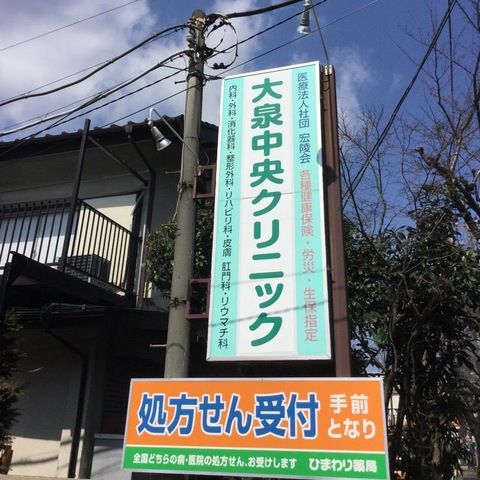 医療法人社団 宏陵会
各種健康保険・労災・生保指定
大泉中央クリニック
内科・外科・消化器科・整形外科・リハビリ科・皮膚 肛門科・リウマチ科
処方せん受付
手前
となり
全国どちらの病・医院の処方せん、お受けします
ひまわり薬局